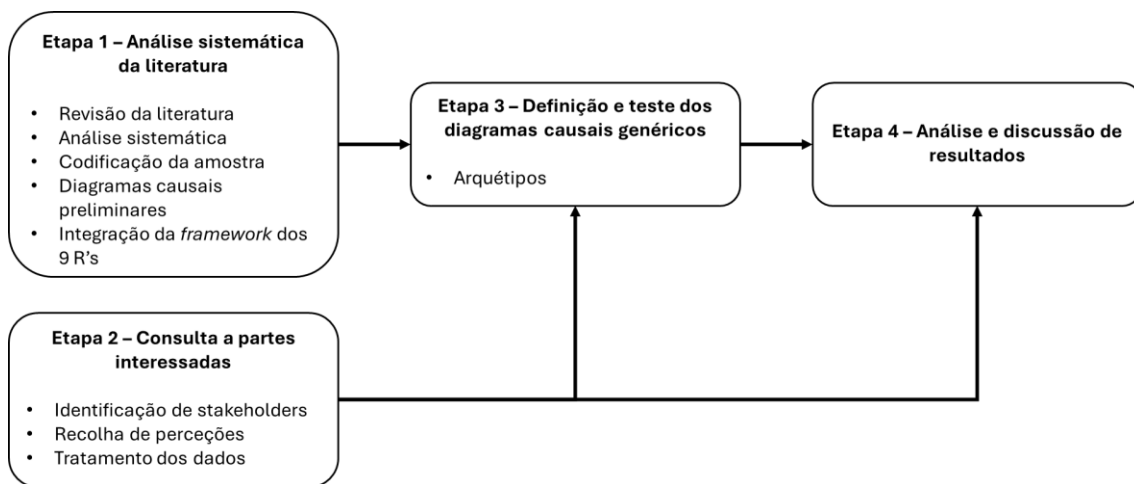 Etapa 1 – Análise sistemática
da literatura
• Revisão da literatura
• Análise sistemática
• Codificação da amostra
• Diagramas causais
preliminares
• Integração da framework dos
9 R's
Etapa 2 – Consulta a partes
interessadas
• Identificação de stakeholders
• Recolha de perceções
• Tratamento dos dados
Etapa 3 – Definição e teste dos
diagramas causais genéricos
• Arquétipos
Etapa 4 – Análise e discussão de
resultados